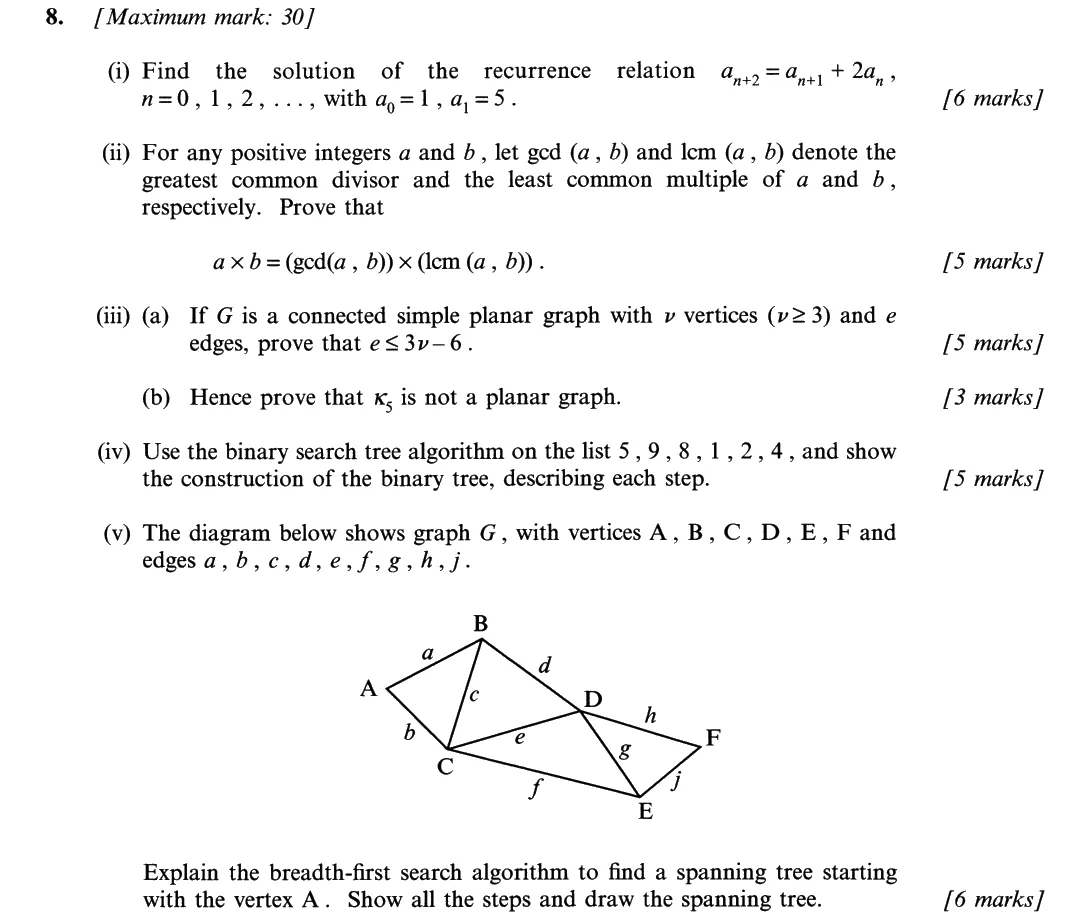 8. [Maximum mark: 30]
(i) Find the solution of the recurrence relation aₙ₊₂ = aₙ₊₁ + 2aₙ ,
n = 0 , 1 , 2 , . . . , with a₀ = 1 , a₁ = 5 . [6 marks]
(ii) For any positive integers a and b , let gcd (a , b) and lcm (a , b) denote the
greatest common divisor and the least common multiple of a and b ,
respectively. Prove that
a × b = (gcd(a , b)) × (lcm (a , b)) . [5 marks]
(iii) (a) If G is a connected simple planar graph with ν vertices (ν ≥ 3) and e
edges, prove that e ≤ 3ν – 6 . [5 marks]
(b) Hence prove that κ₅ is not a planar graph. [3 marks]
(iv) Use the binary search tree algorithm on the list 5 , 9 , 8 , 1 , 2 , 4 , and show
the construction of the binary tree, describing each step. [5 marks]
(v) The diagram below shows graph G , with vertices A , B , C , D , E , F and
edges a , b , c , d , e , f , g , h , j .
B
a
d
A
c
D
h
b
e
g
F
C
f
j
E
Explain the breadth-first search algorithm to find a spanning tree starting
with the vertex A . Show all the steps and draw the spanning tree. [6 marks]